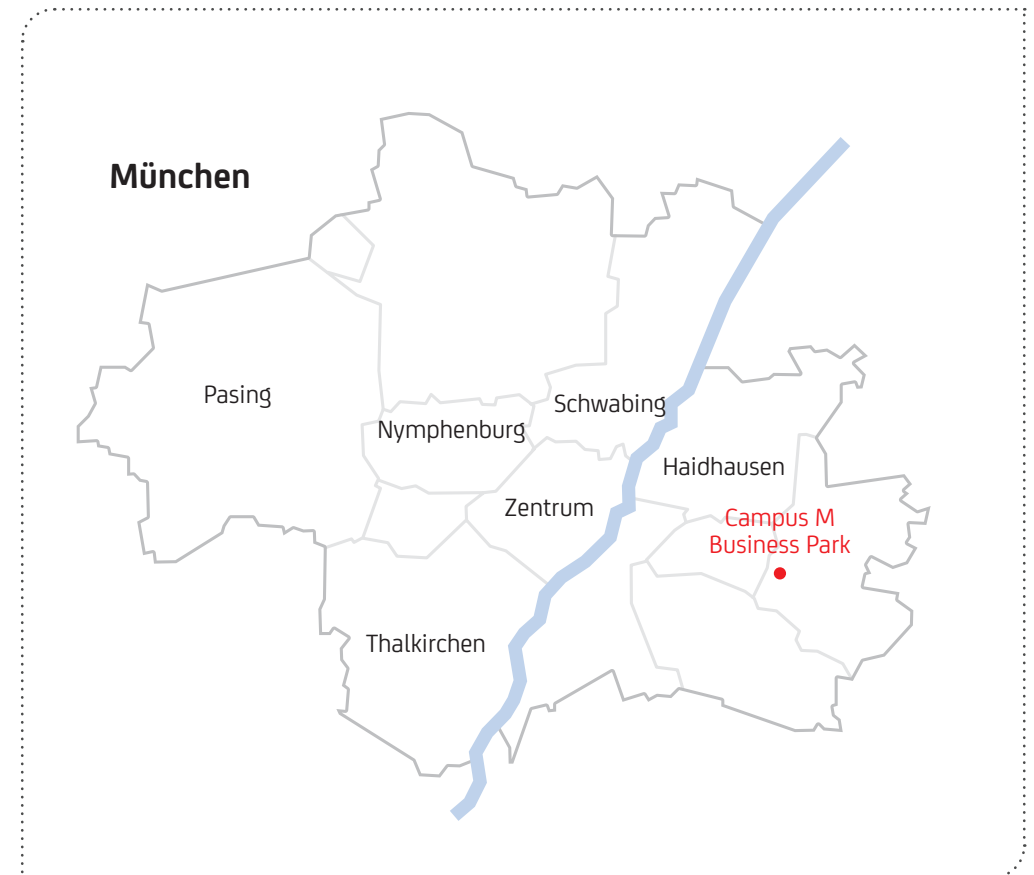 München
Pasing
Schwabing
Nymphenburg
Haidhausen
Zentrum
Campus M
Business Park
Thalkirchen